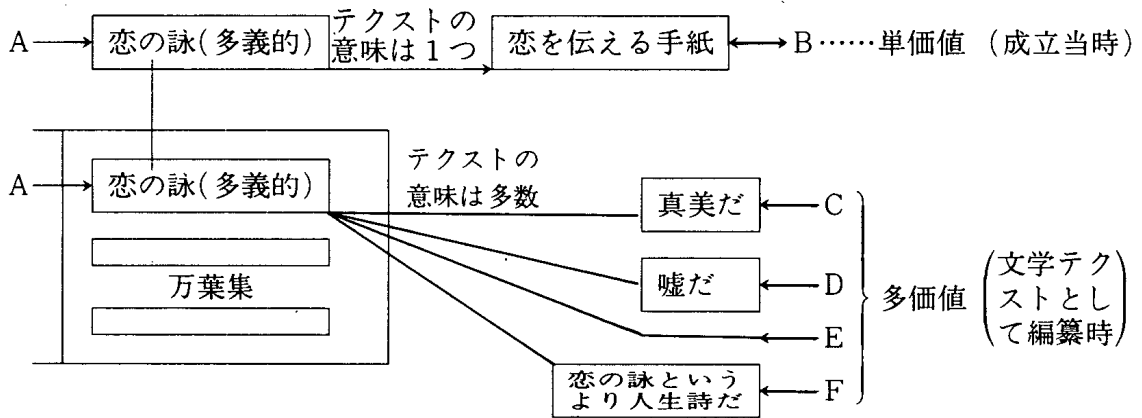 A 恋の詠(多義的) テクストの 意味は1つ 恋を伝える手紙 B……単価値 (成立当時)
A 恋の詠(多義的) テクストの 意味は多数
真美だ C
万葉集
嘘だ D
E
多価値 (文学テク ストとし て編纂時)
恋の詠という より人生詩だ F